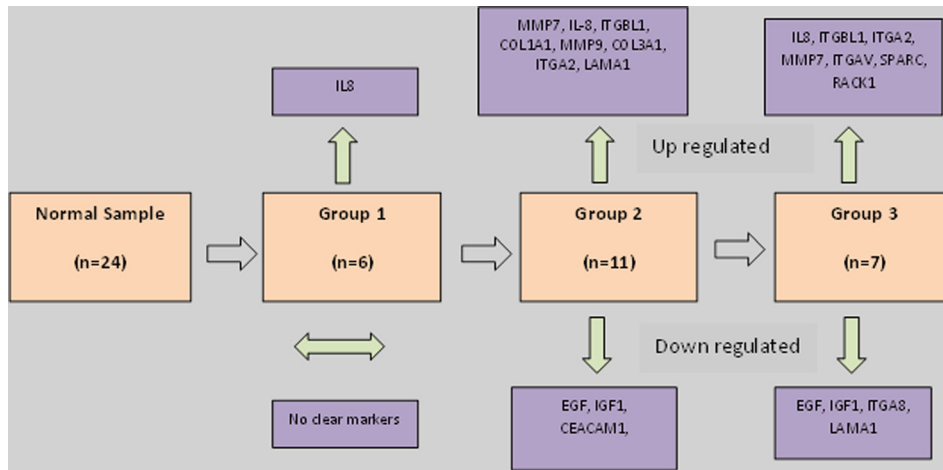 MMP7, IL-8, ITGBL1,
COL1A1, MMP9, COL3A1,
ITGA2, LAMA1
IL8, ITGBL1, ITGA2,
MMP7, ITGAV, SPARC,
RACK1
IL8
Up regulated
Normal Sample
(n=24)
Group 1
(n=6)
Group 2
(n=11)
Group 3
(n=7)
Down regulated
No clear markers
EGF, IGF1,
CEACAM1,
EGF, IGF1, ITGA8,
LAMA1